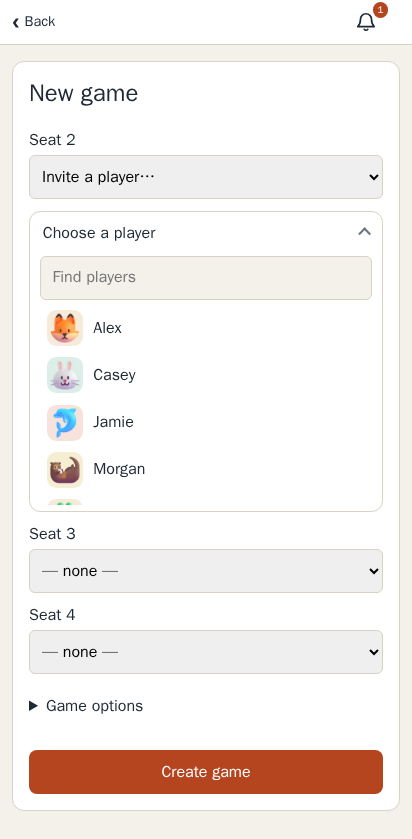 Back
1
New game
Seat 2
Invite a player···
Choose a player
Find players
Alex
Casey
Jamie
Morgan
Seat 3
— none —
Seat 4
— none —
Game options
Create game